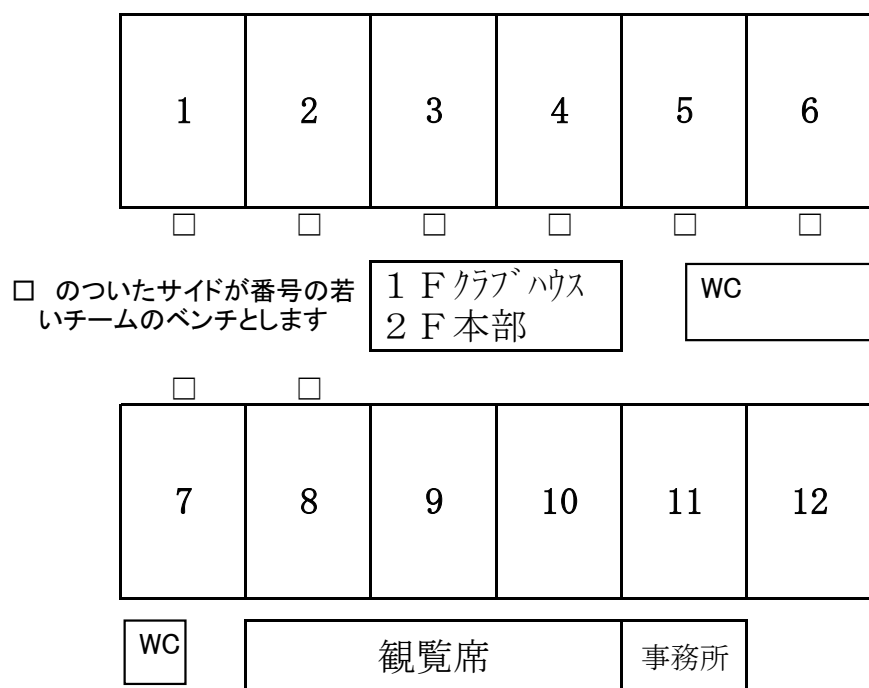 1 2 3 4 5 6
□ □ □ □ □ □
□ のついたサイドが番号の若
いチームのベンチとします
１Fｸﾗﾌﾞﾊｳｽ
２F本部
WC
□ □
7 8 9 10 11 12
WC
観覧席
事務所